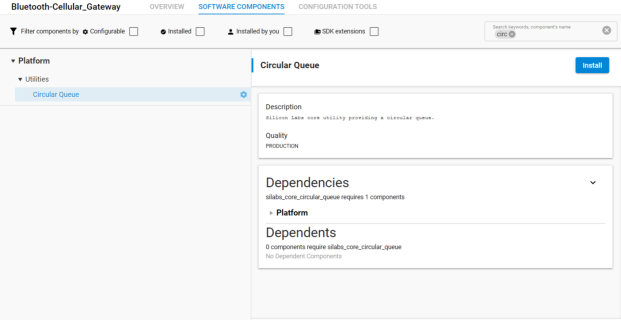 Bluetooth-Cellular_Gateway OVERVIEW SOFTWARE COMPONENTS CONFIGURATION TOOLS
Filter components by Configurable Installed Installed by you SDK extensions
Search keywords, component's name
circ
Platform
Utilities
Circular Queue
Circular Queue
Install
Description
Silicon Labs core utility providing a circular queue.
Quality
PRODUCTION
Dependencies
silabs_core_circular_queue requires 1 components
Platform
Dependents
0 components require silabs_core_circular_queue
No Dependent Components